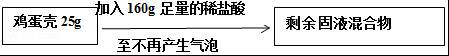 鸡蛋壳 25g
加入 160g 足量的稀盐酸
至不再产生气泡
剩余固液混合物